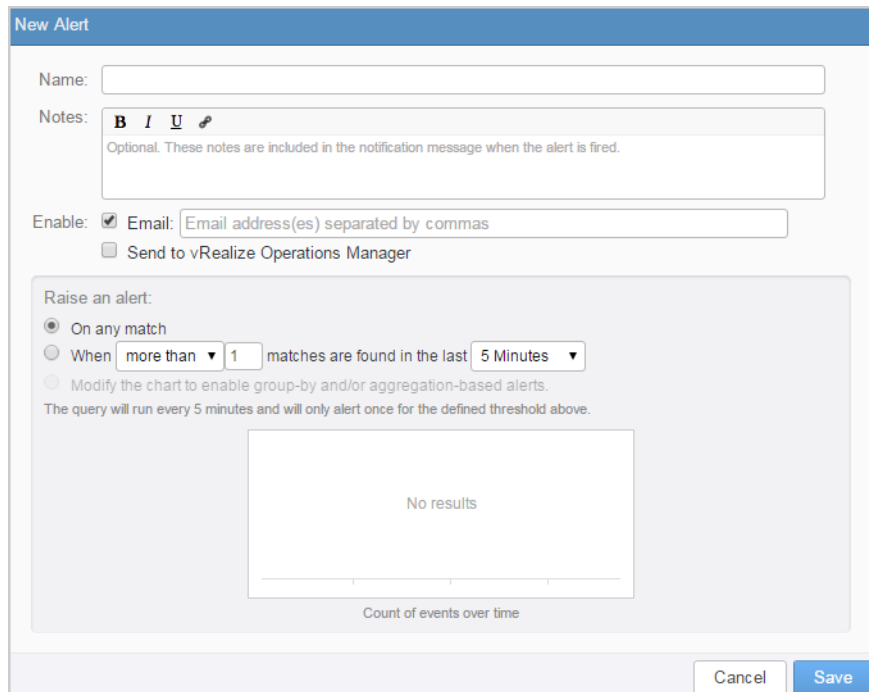 New Alert
Name:
Notes:
B I U
Optional. These notes are included in the notification message when the alert is fired.
Enable: Email: Email address(es) separated by commas
Send to vRealize Operations Manager
Raise an alert:
On any match
When more than 1 matches are found in the last 5 Minutes
Modify the chart to enable group-by and/or aggregation-based alerts.
The query will run every 5 minutes and will only alert once for the defined threshold above.
No results
Count of events over time
Cancel Save